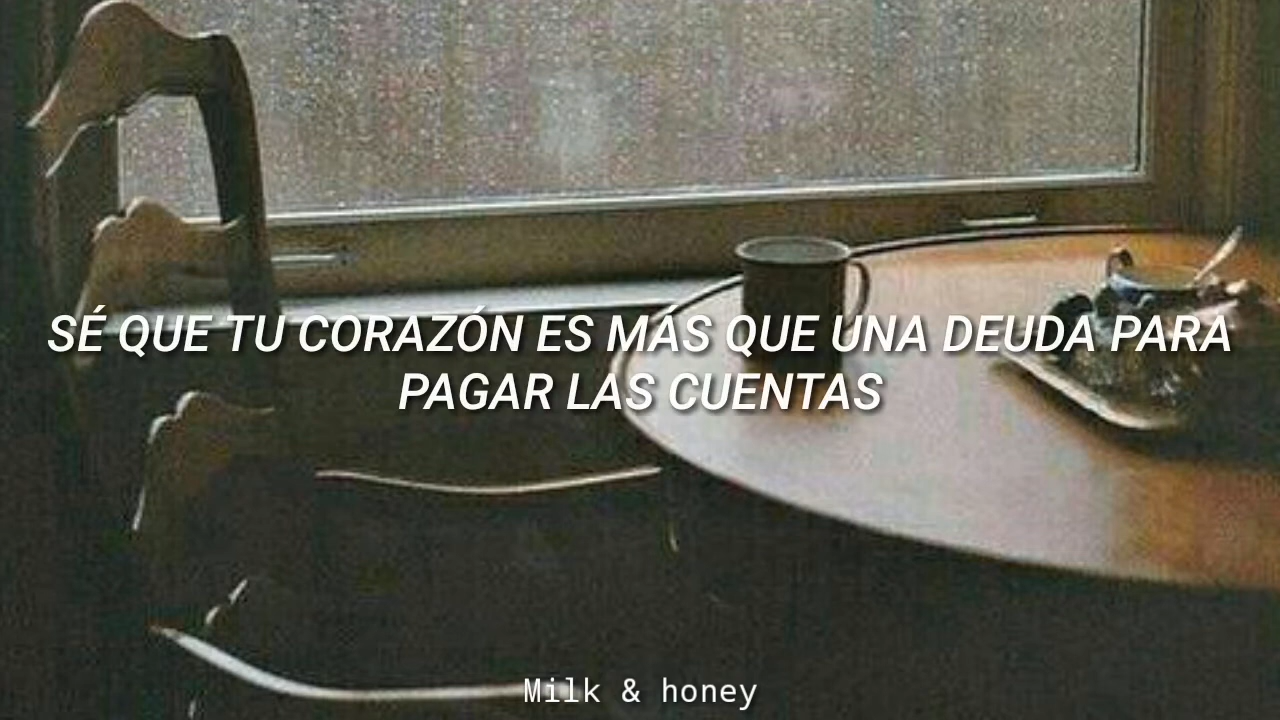 SÉ QUE TU CORAZÓN ES MÁS QUE UNA DEUDA PARA
PAGAR LAS CUENTAS
Milk & honey